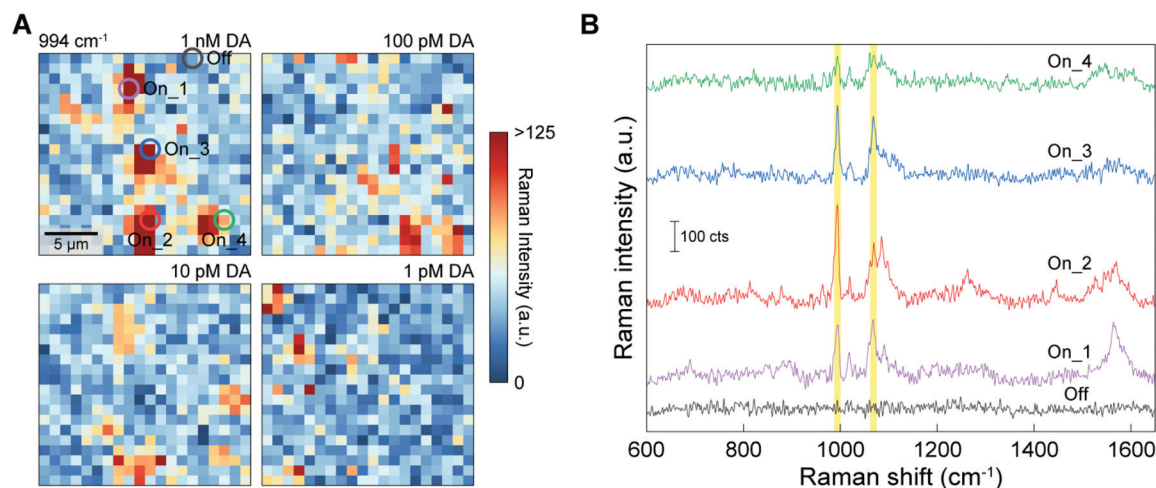 A
994 cm⁻¹ 1 nM DA
100 pM DA
Off
On_1
On_3
On_2
On_4
5 µm
10 pM DA
1 pM DA
>125
Raman Intensity (a.u.)
0
B
Raman intensity (a.u.)
On_4
On_3
100 cts
On_2
On_1
Off
600 800 1000 1200 1400 1600
Raman shift (cm⁻¹)